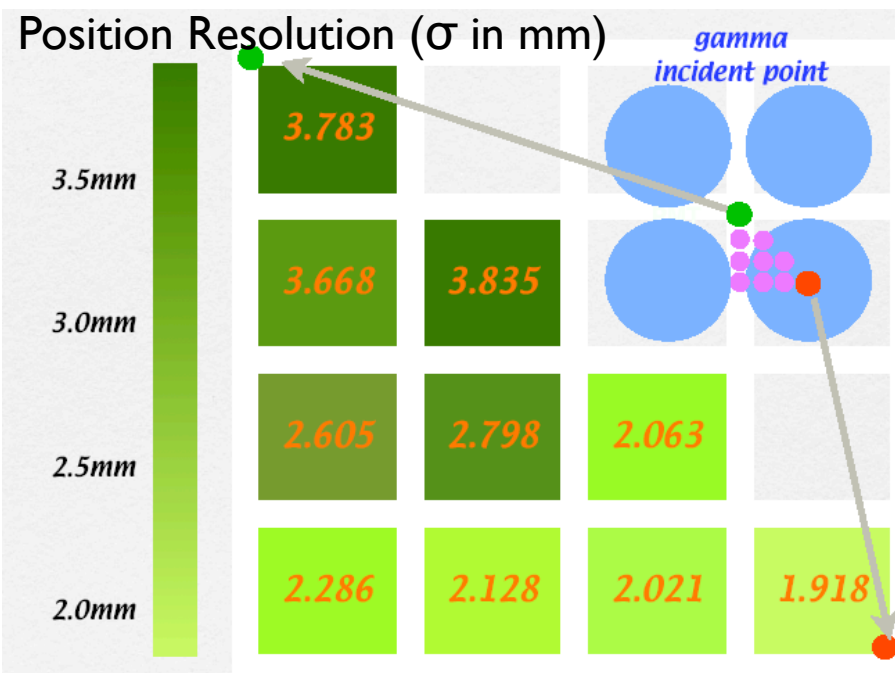 Position Resolution (σ in mm)
gamma
incident point
3.783
3.5mm
3.668 3.835
3.0mm
2.605 2.798 2.063
2.5mm
2.286 2.128 2.021 1.918
2.0mm